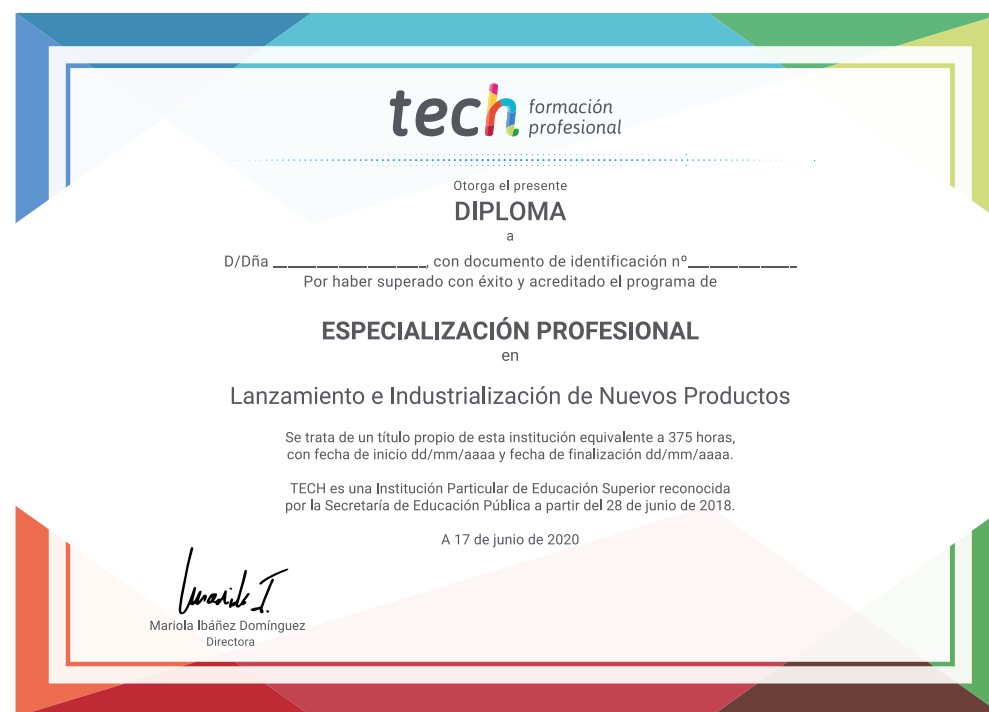 tech formación
profesional
Otorga el presente
DIPLOMA
a
D/Dña ______________________, con documento de identificación nº_______________
Por haber superado con éxito y acreditado el programa de
ESPECIALIZACIÓN PROFESIONAL
en
Lanzamiento e Industrialización de Nuevos Productos
Se trata de un título propio de esta institución equivalente a 375 horas,
con fecha de inicio dd/mm/aaaa y fecha de finalización dd/mm/aaaa.
TECH es una Institución Particular de Educación Superior reconocida
por la Secretaría de Educación Pública a partir del 28 de junio de 2018.
A 17 de junio de 2020
Mariola Ibáñez Domínguez
Directora